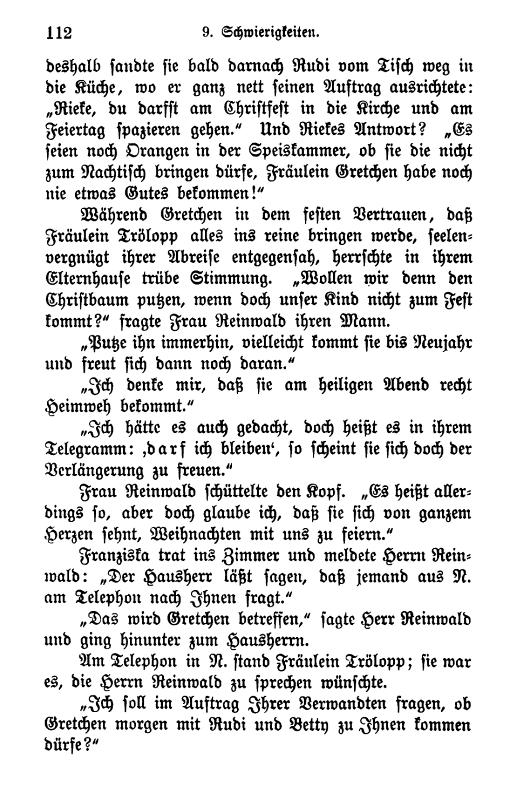 112 9. Schwierigkeiten.
deshalb sandte sie bald darnach Rudi vom Tisch weg in
die Küche, wo er ganz nett seinen Auftrag ausrichtete:
„Rieke, du darfst am Christfest in die Kirche und am
Feiertag spazieren gehen.“ Und Riekes Antwort? „Es
seien noch Orangen in der Speiskammer, ob sie die nicht
zum Nachtisch bringen dürfe, Fräulein Gretchen habe noch
nie etwas Gutes bekommen!“
Während Gretchen in dem festen Vertrauen, daß
Fräulein Trölopp alles ins reine bringen werde, seelen-
vergnügt ihrer Abreise entgegensah, herrschte in ihrem
Elternhause trübe Stimmung. „Wollen wir denn den
Christbaum putzen, wenn doch unser Kind nicht zum Fest
kommt?“ fragte Frau Reinwald ihren Mann.
„Putze ihn immerhin, vielleicht kommt sie bis Neujahr
und freut sich dann noch daran.“
„Ich denke mir, daß sie am heiligen Abend recht
Heimweh bekommt.“
„Ich hätte es auch gedacht, doch heißt es in ihrem
Telegramm: ‚darf ich bleiben‘, so scheint sie sich doch der
Verlängerung zu freuen.“
Frau Reinwald schüttelte den Kopf. „Es heißt aller-
dings so, aber doch glaube ich, daß sie sich von ganzem
Herzen sehnt, Weihnachten mit uns zu feiern.“
Franziska trat ins Zimmer und meldete Herrn Rein-
wald: „Der Hausherr läßt sagen, daß jemand aus N.
am Telephon nach Ihnen fragt.“
„Das wird Gretchen betreffen,“ sagte Herr Reinwald
und ging hinunter zum Hausherrn.
Am Telephon in N. stand Fräulein Trölopp; sie war
es, die Herrn Reinwald zu sprechen wünschte.
„Ich soll im Auftrag Ihrer Verwandten fragen, ob
Gretchen morgen mit Rudi und Betty zu Ihnen kommen
dürfe?“